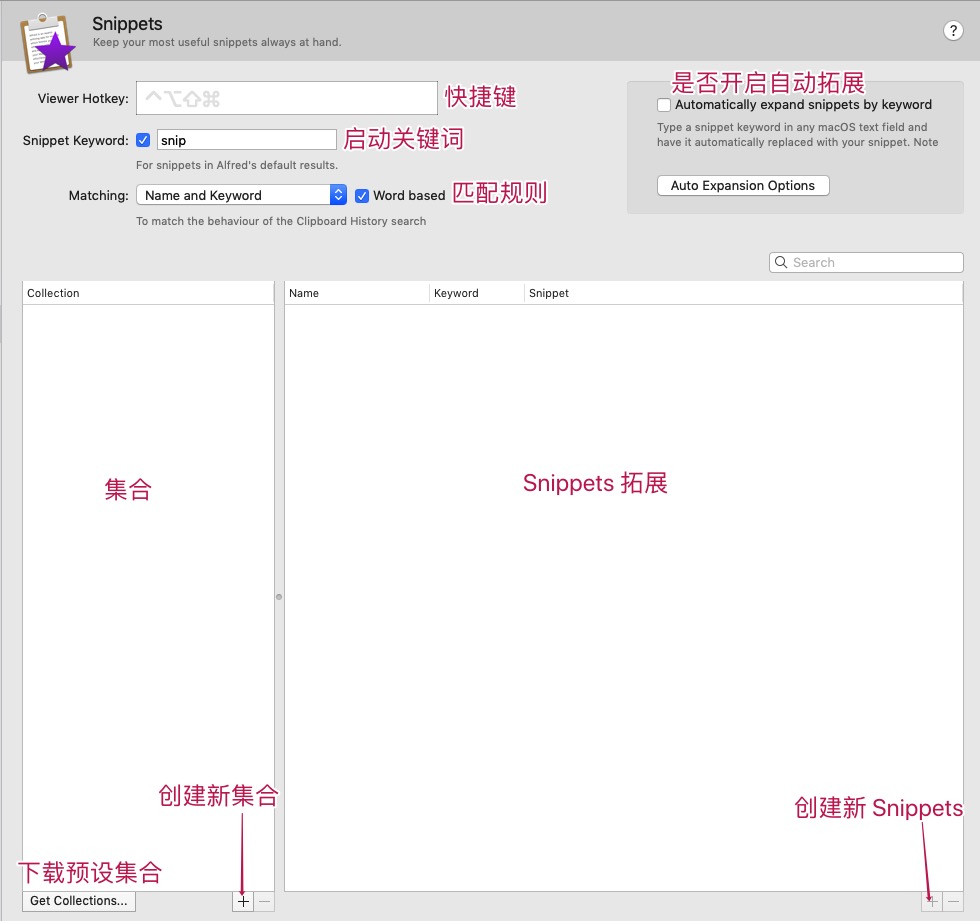 Snippets
Keep your most useful snippets always at hand.
?
Viewer Hotkey: ^⌥⇧⌘ 快捷键
Snippet Keyword: snip 启动关键词
For snippets in Alfred's default results.
Matching: Name and Keyword Word based 匹配规则
To match the behaviour of the Clipboard History search
是否开启自动拓展
Automatically expand snippets by keyword
Type a snippet keyword in any macOS text field and
have it automatically replaced with your snippet. Note
Auto Expansion Options
Search
Collection
Name Keyword Snippet
集合
Snippets 拓展
创建新集合
创建新 Snippets
下载预设集合
Get Collections... + −
+ −